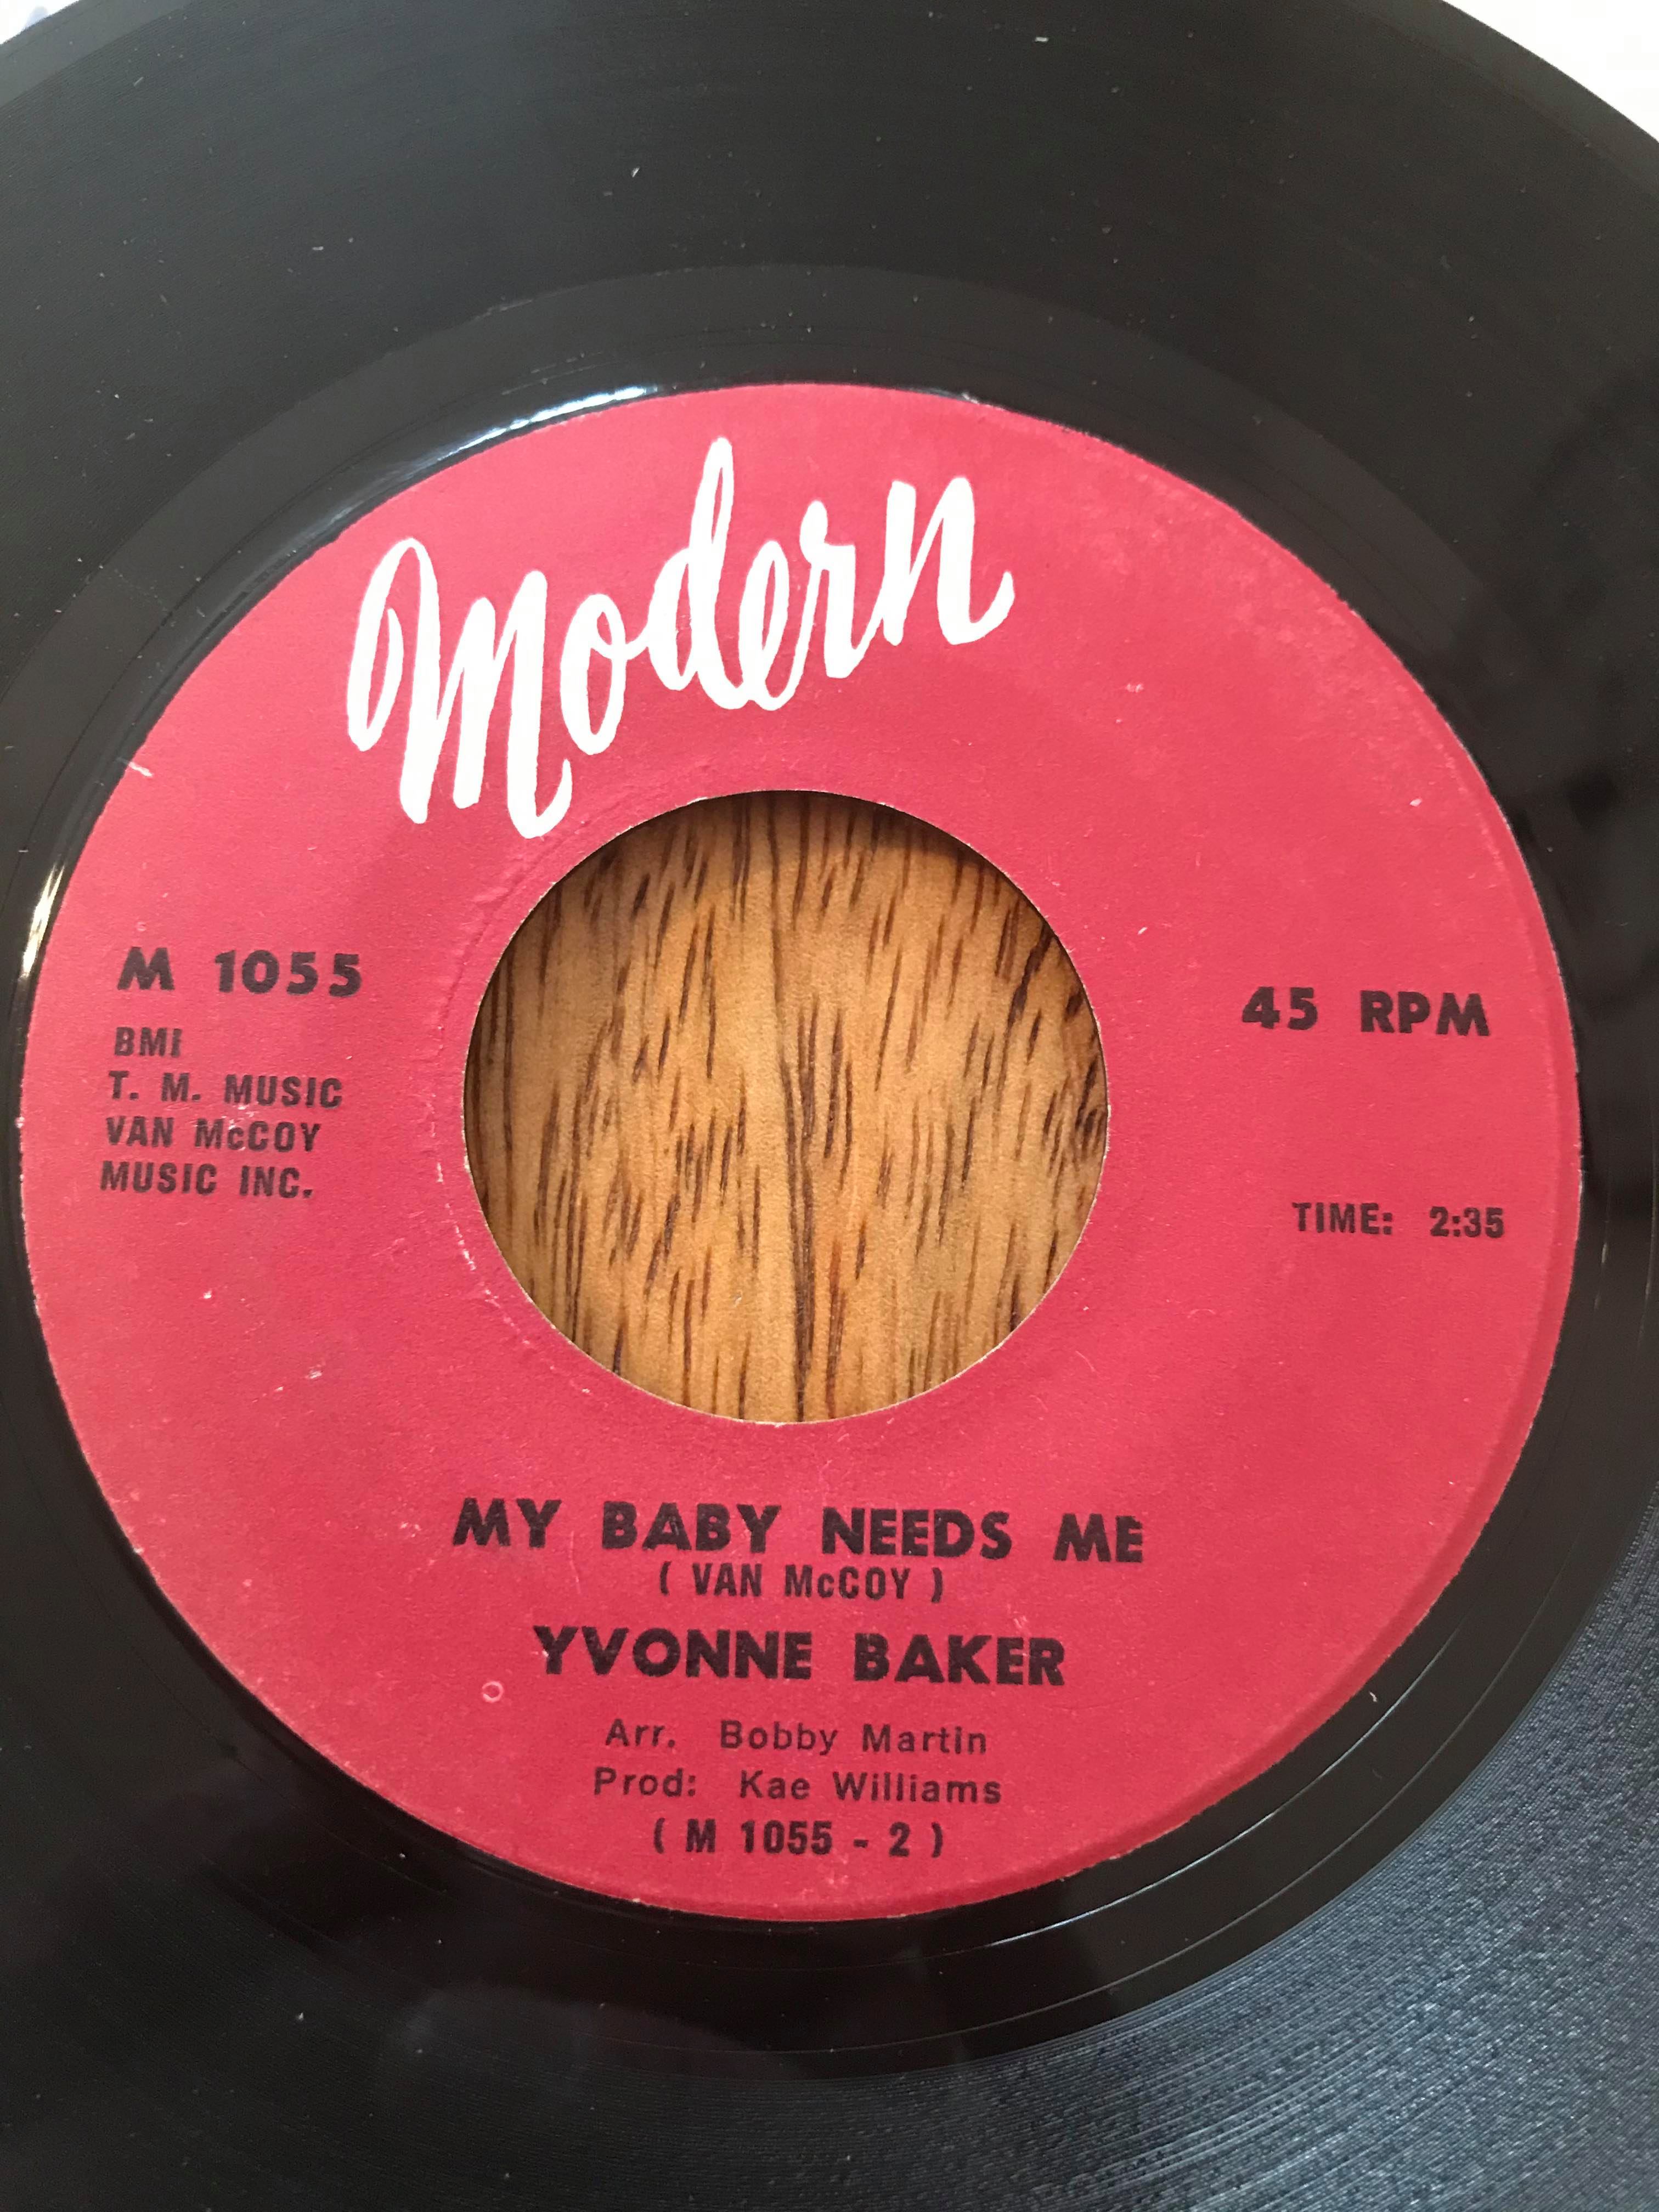 Modern
M 1055
BMI
T. M. MUSIC
VAN McCOY
MUSIC INC.
45 RPM
TIME: 2:35
MY BABY NEEDS ME
( VAN McCOY )
YVONNE BAKER
Arr. Bobby Martin
Prod: Kae Williams
( M 1055 - 2 )